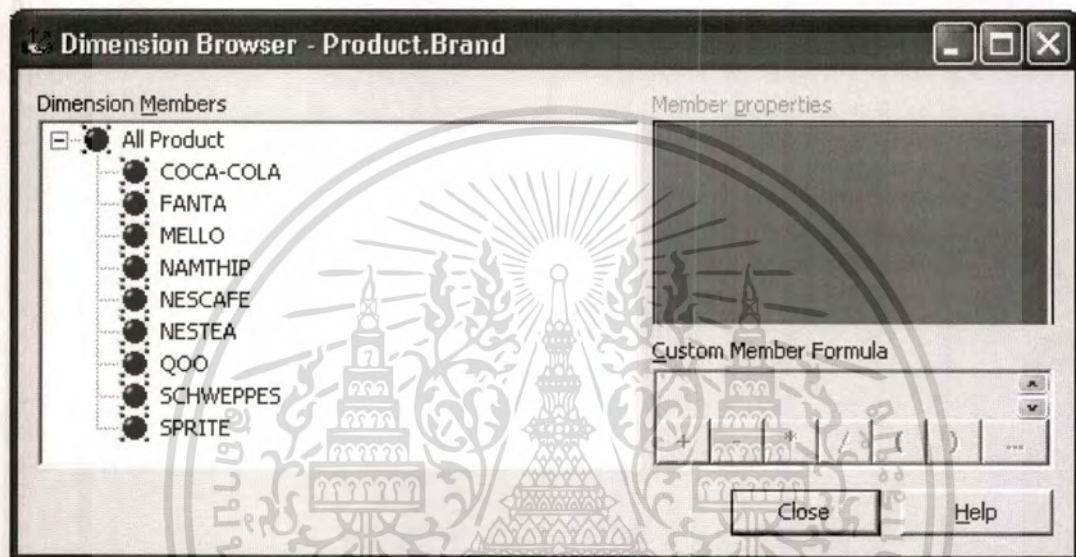 Dimension Browser - Product.Brand
Dimension Members
All Product
COCA-COLA
FANTA
MELLO
NAMTHIP
NESCAFE
NESTEA
QOO
SCHWEPPES
SPRITE
Member properties
Custom Member Formula
+ - * / ( ) ...
Close Help